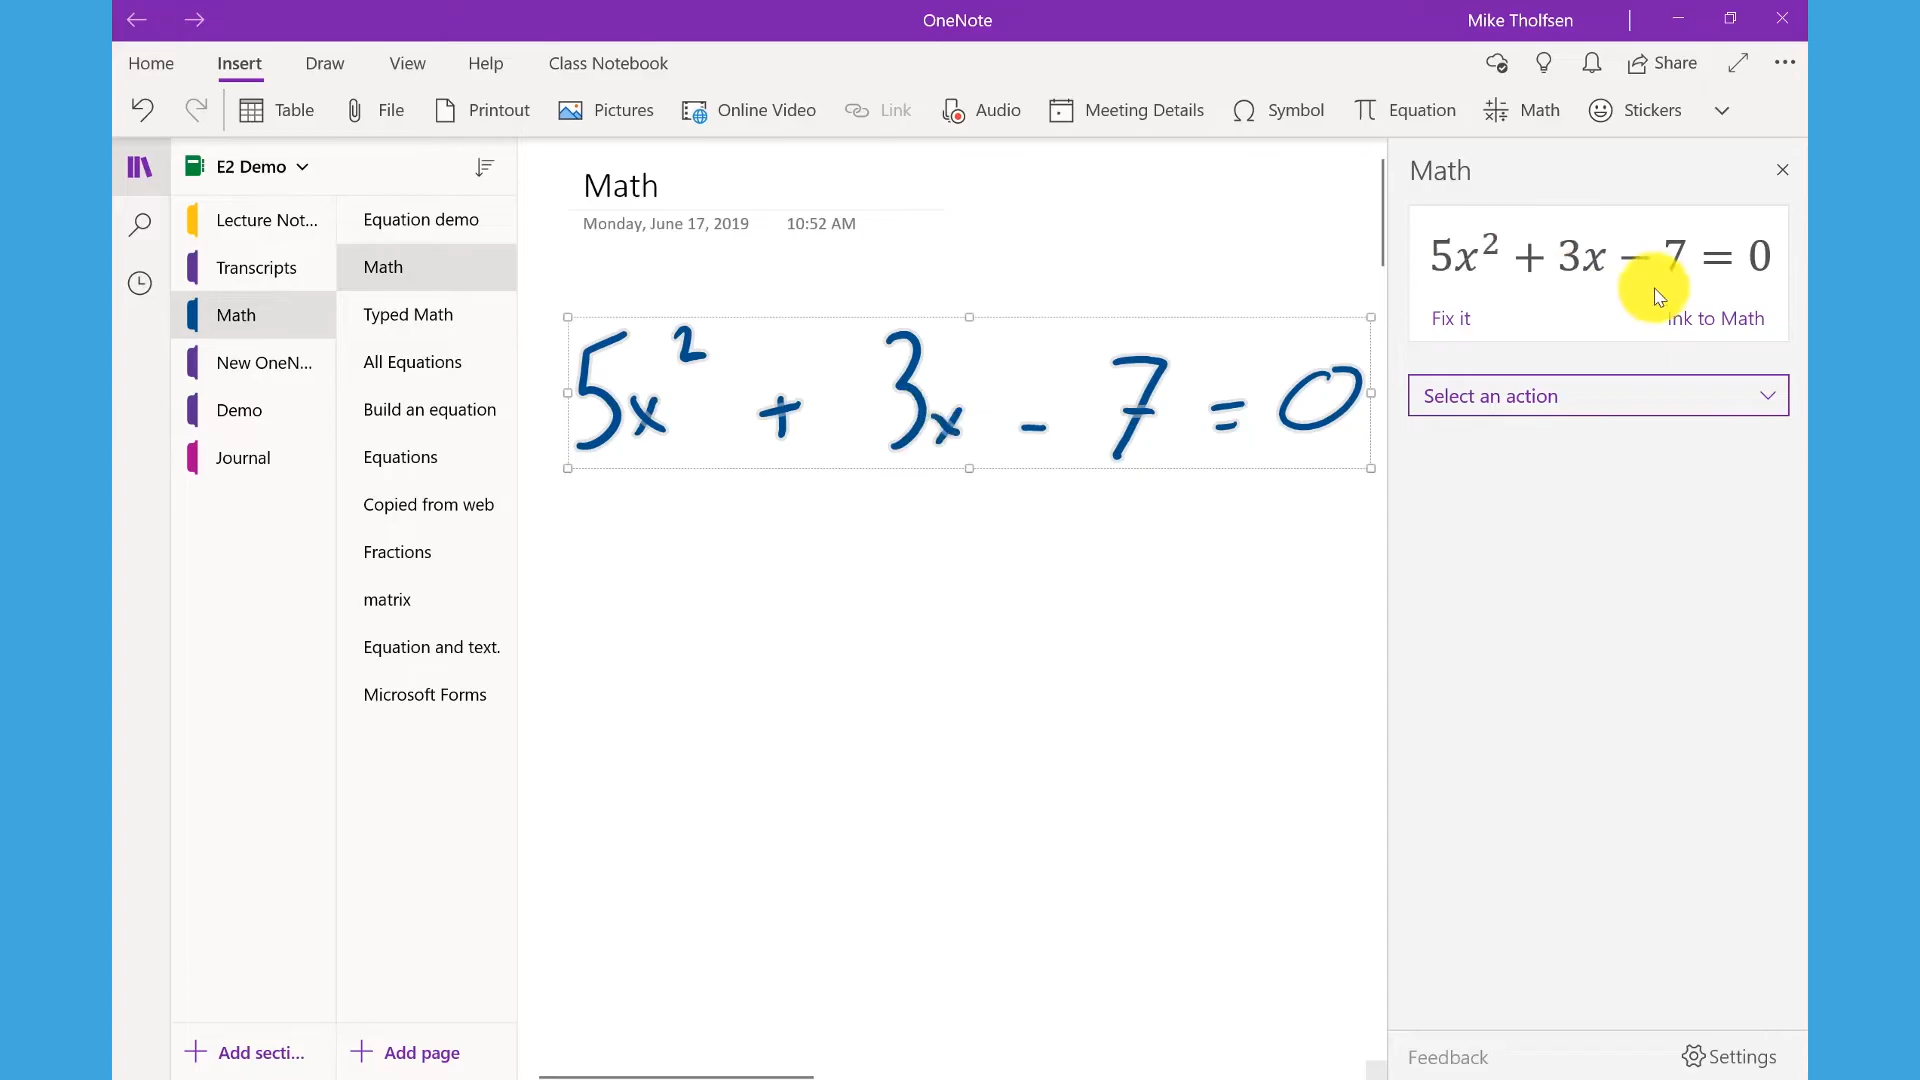 OneNote
Mike Tholfsen
Home Insert Draw View Help Class Notebook
Share
Table File Printout Pictures Online Video Link Audio Meeting Details Symbol Equation Math Stickers
E2 Demo
Lecture Not...
Transcripts
Math
New OneN...
Demo
Journal
Add secti...
Equation demo
Math
Typed Math
All Equations
Build an equation
Equations
Copied from web
Fractions
matrix
Equation and text.
Microsoft Forms
Add page
Math
Monday, June 17, 2019 10:52 AM
5x² + 3x - 7 = 0
Math
5x² + 3x − 7 = 0
Fix it Ink to Math
Select an action
Feedback Settings